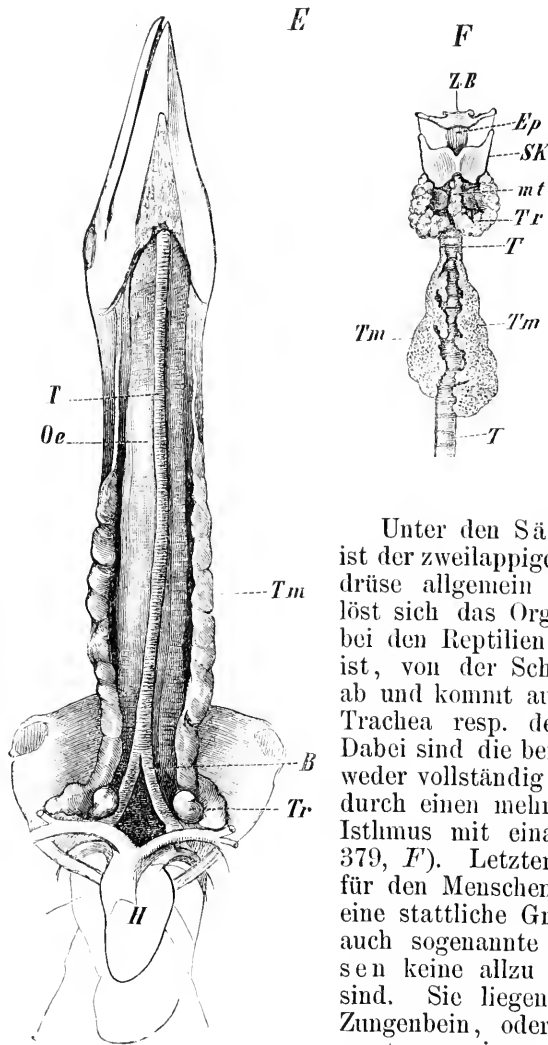 E
F
ZB
Ep
SK
mt
Tr
T
Tm
Tm
T
T
Oe
Tm
B
Tr
H
Unter den Sä
ist der zweilappige
drüse allgemein
löst sich das Org
bei den Reptilien
ist, von der Sch
ab und kommt au
Trachea resp. de
Dabei sind die bei
weder vollständig
durch einen mehr
Isthmus mit eina
379, F). Letzter
für den Menschen
eine stattliche Gr
auch sogenannte
sen keine allzu
sind. Sie liegen
Zungenbein, oder